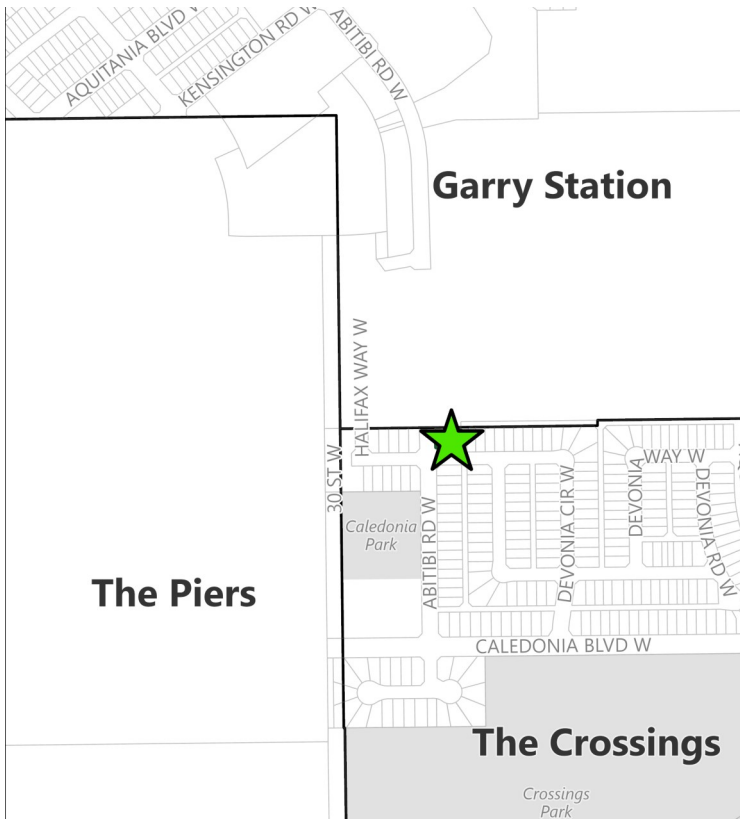 AQUITANIA BLVD W
KENSINGTON RD W
ABITIBI RD W
Garry Station
HALIFAX WAY W
30 ST W
Caledonia
Park
ABITIBI RD W
DEVONIA CIR W
DEVONIA
WAY W
DEVONIA RD W
The Piers
CALEDONIA BLVD W
The Crossings
Crossings
Park